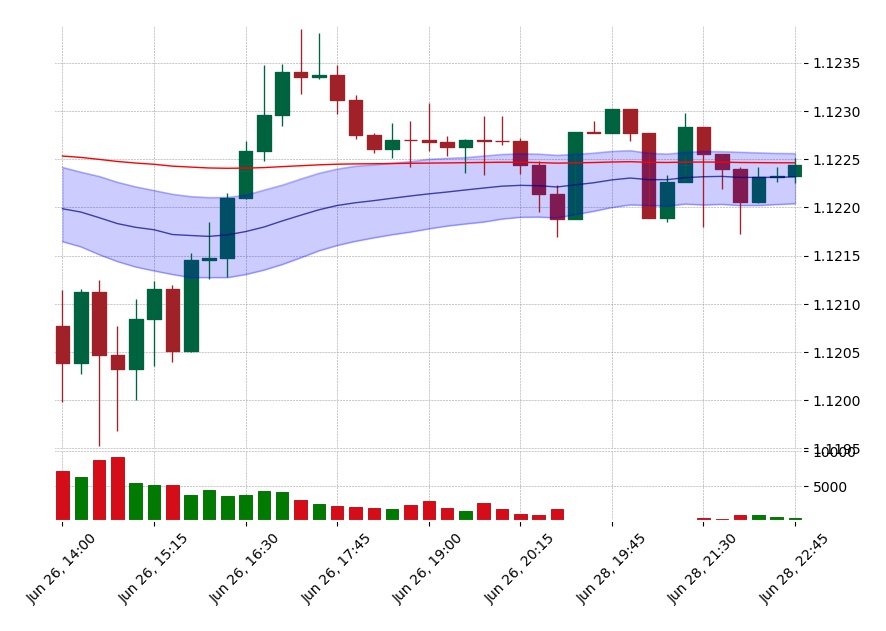 1.1235
1.1230
1.1225
1.1220
1.1215
1.1210
1.1205
1.1200
1.1195
10000
5000
Jun 26, 14:00
Jun 26, 15:15
Jun 26, 16:30
Jun 26, 17:45
Jun 26, 19:00
Jun 26, 20:15
Jun 28, 19:45
Jun 28, 21:30
Jun 28, 22:45